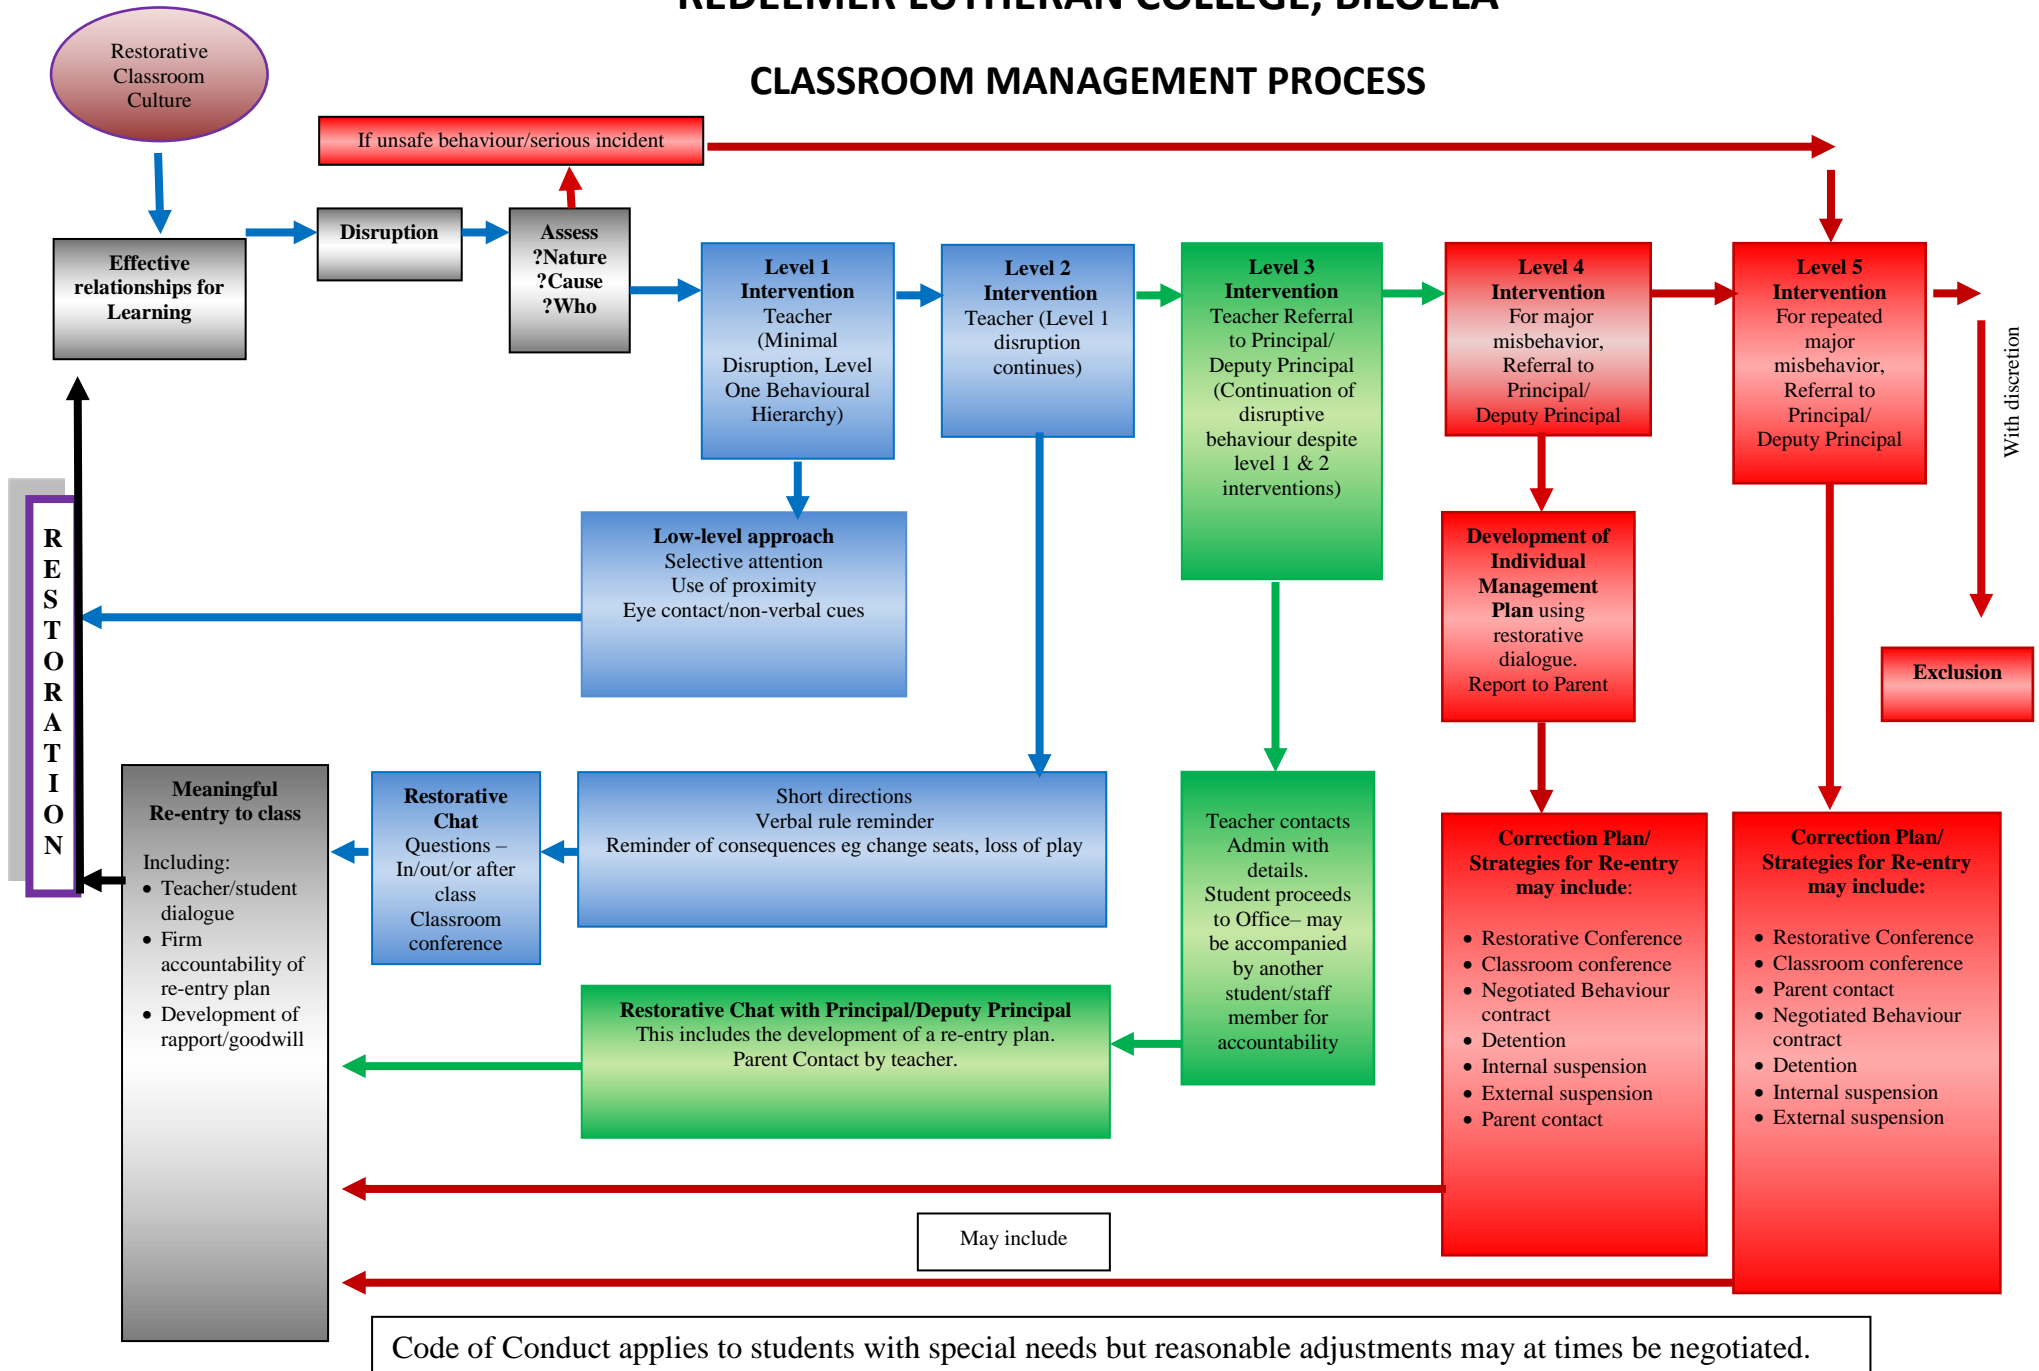 REDEEMER LUTHERAN COLLEGE, BILOELA
CLASSROOM MANAGEMENT PROCESS
Restorative
Classroom
Culture
If unsafe behaviour/serious incident
Effective
relationships for
Learning
Disruption
Assess
?Nature
?Cause
?Who
Level 1
Intervention
Teacher
(Minimal
Disruption, Level
One Behavioural
Hierarchy)
Level 2
Intervention
Teacher (Level 1
disruption
continues)
Level 3
Intervention
Teacher Referral
to Principal/
Deputy Principal
(Continuation of
disruptive
behaviour despite
level 1 & 2
interventions)
Level 4
Intervention
For major
misbehavior,
Referral to
Principal/
Deputy Principal
Level 5
Intervention
For repeated
major
misbehavior,
Referral to
Principal/
Deputy Principal
With discretion
Exclusion
RESTORATION
Low-level approach
Selective attention
Use of proximity
Eye contact/non-verbal cues
Development of
Individual
Management
Plan using
restorative
dialogue.
Report to Parent
Meaningful
Re-entry to class
Including:
• Teacher/student
dialogue
• Firm
accountability of
re-entry plan
• Development of
rapport/goodwill
Restorative
Chat
Questions –
In/out/or after
class
Classroom
conference
Short directions
Verbal rule reminder
Reminder of consequences eg change seats, loss of play
Teacher contacts
Admin with
details.
Student proceeds
to Office– may
be accompanied
by another
student/staff
member for
accountability
Restorative Chat with Principal/Deputy Principal
This includes the development of a re-entry plan.
Parent Contact by teacher.
Correction Plan/
Strategies for Re-entry
may include:
• Restorative Conference
• Classroom conference
• Negotiated Behaviour
contract
• Detention
• Internal suspension
• External suspension
• Parent contact
Correction Plan/
Strategies for Re-entry
may include:
• Restorative Conference
• Classroom conference
• Parent contact
• Negotiated Behaviour
contract
• Detention
• Internal suspension
• External suspension
May include
Code of Conduct applies to students with special needs but reasonable adjustments may at times be negotiated.